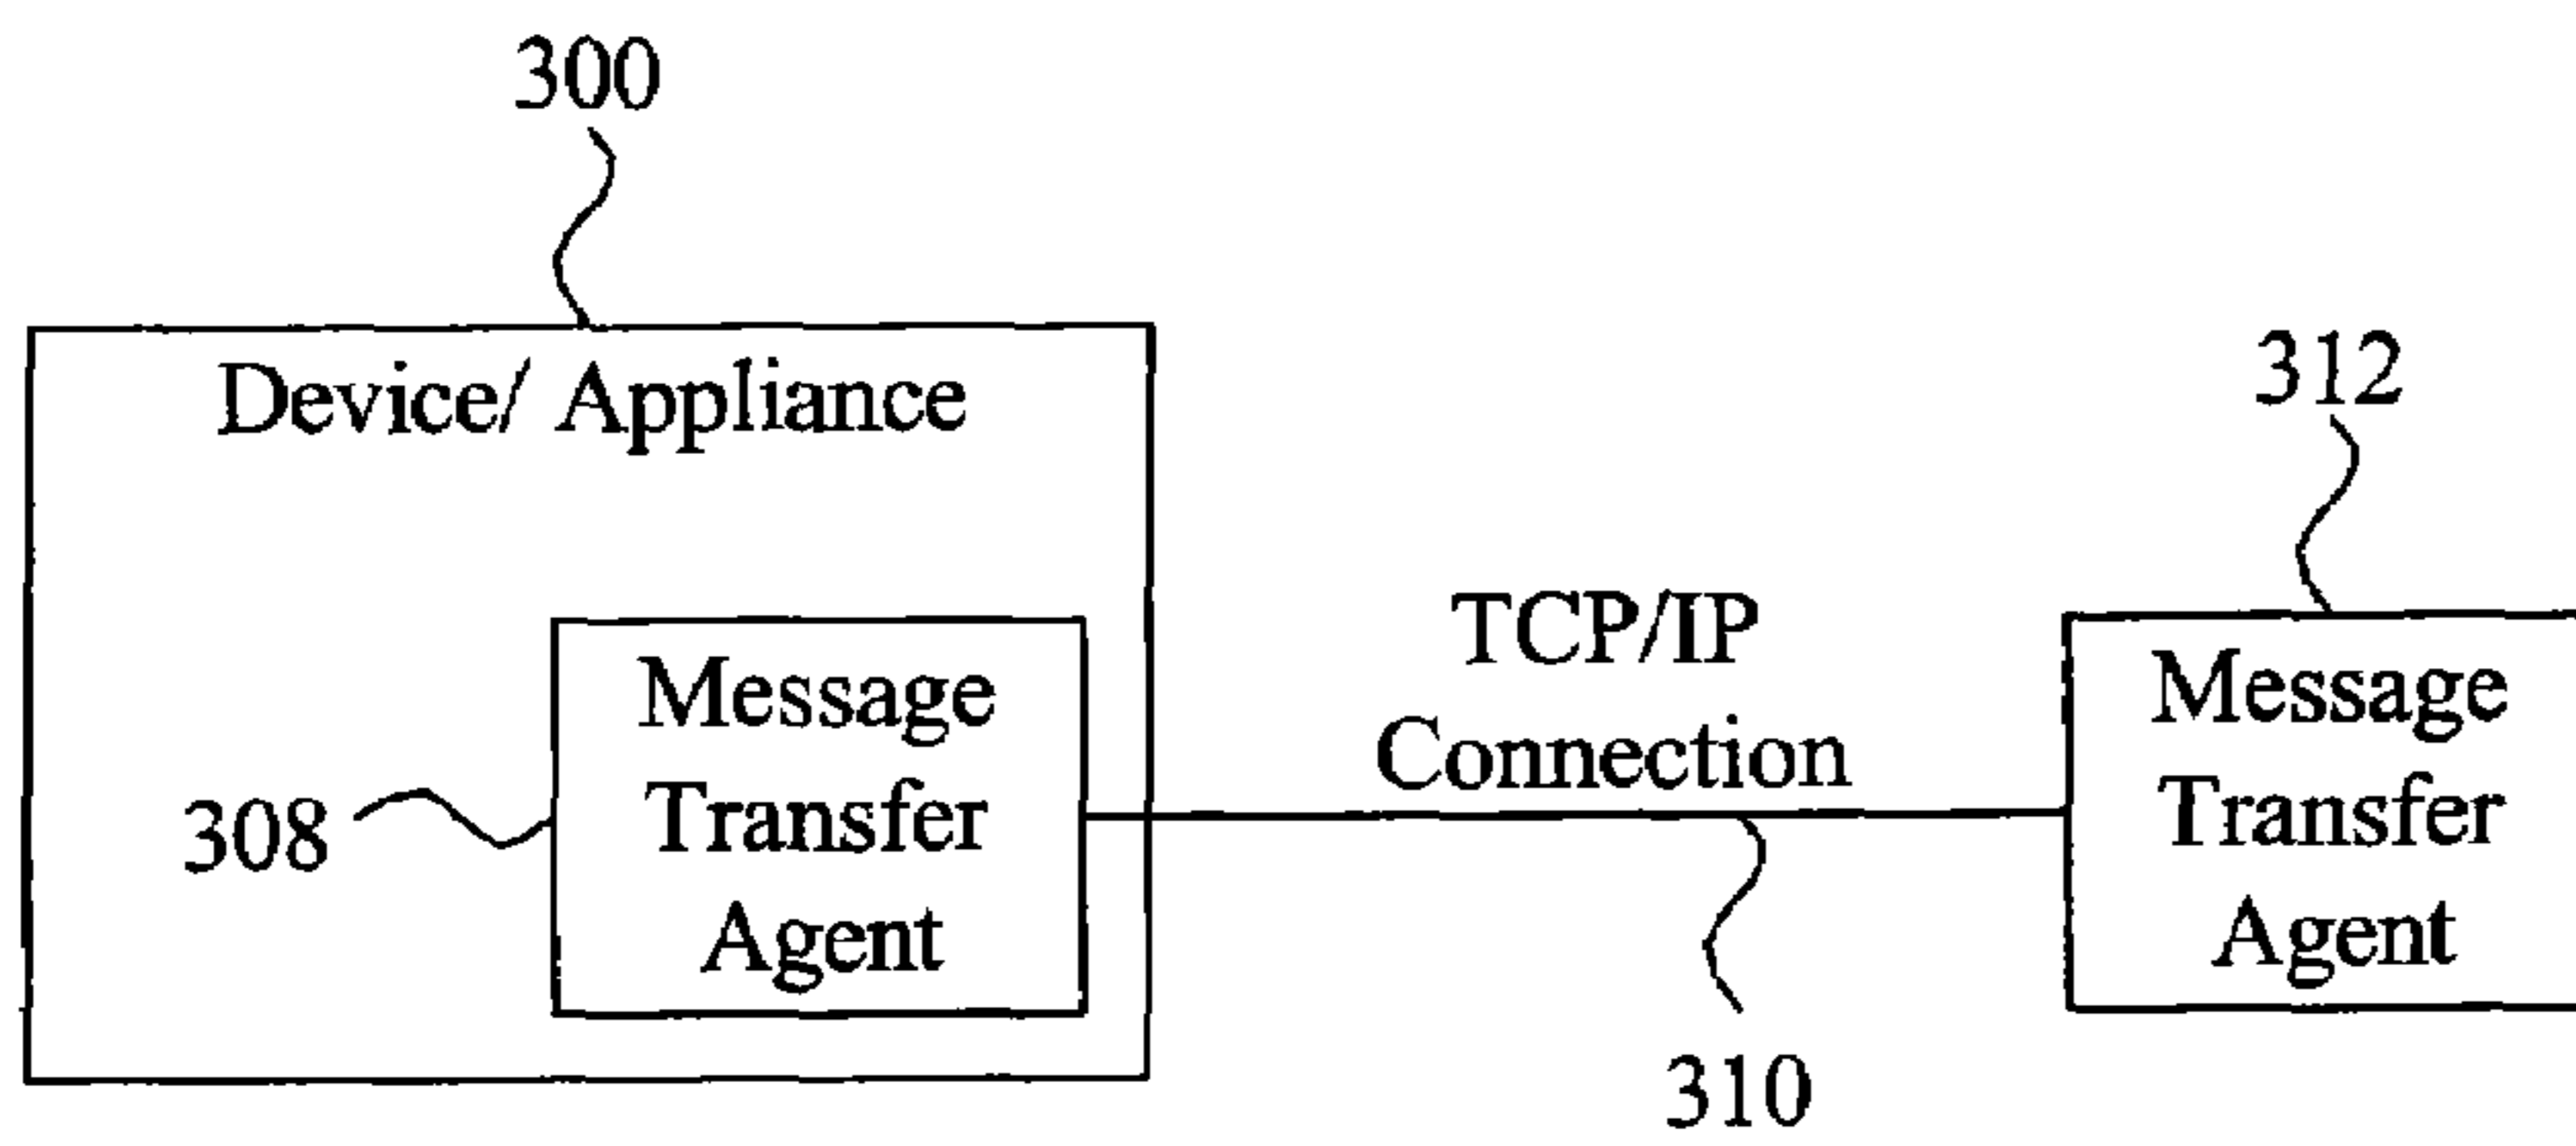 300
Device/ Appliance
312
TCP/IP
Connection
Message
Transfer
Agent
308
Message
Transfer
Agent
310